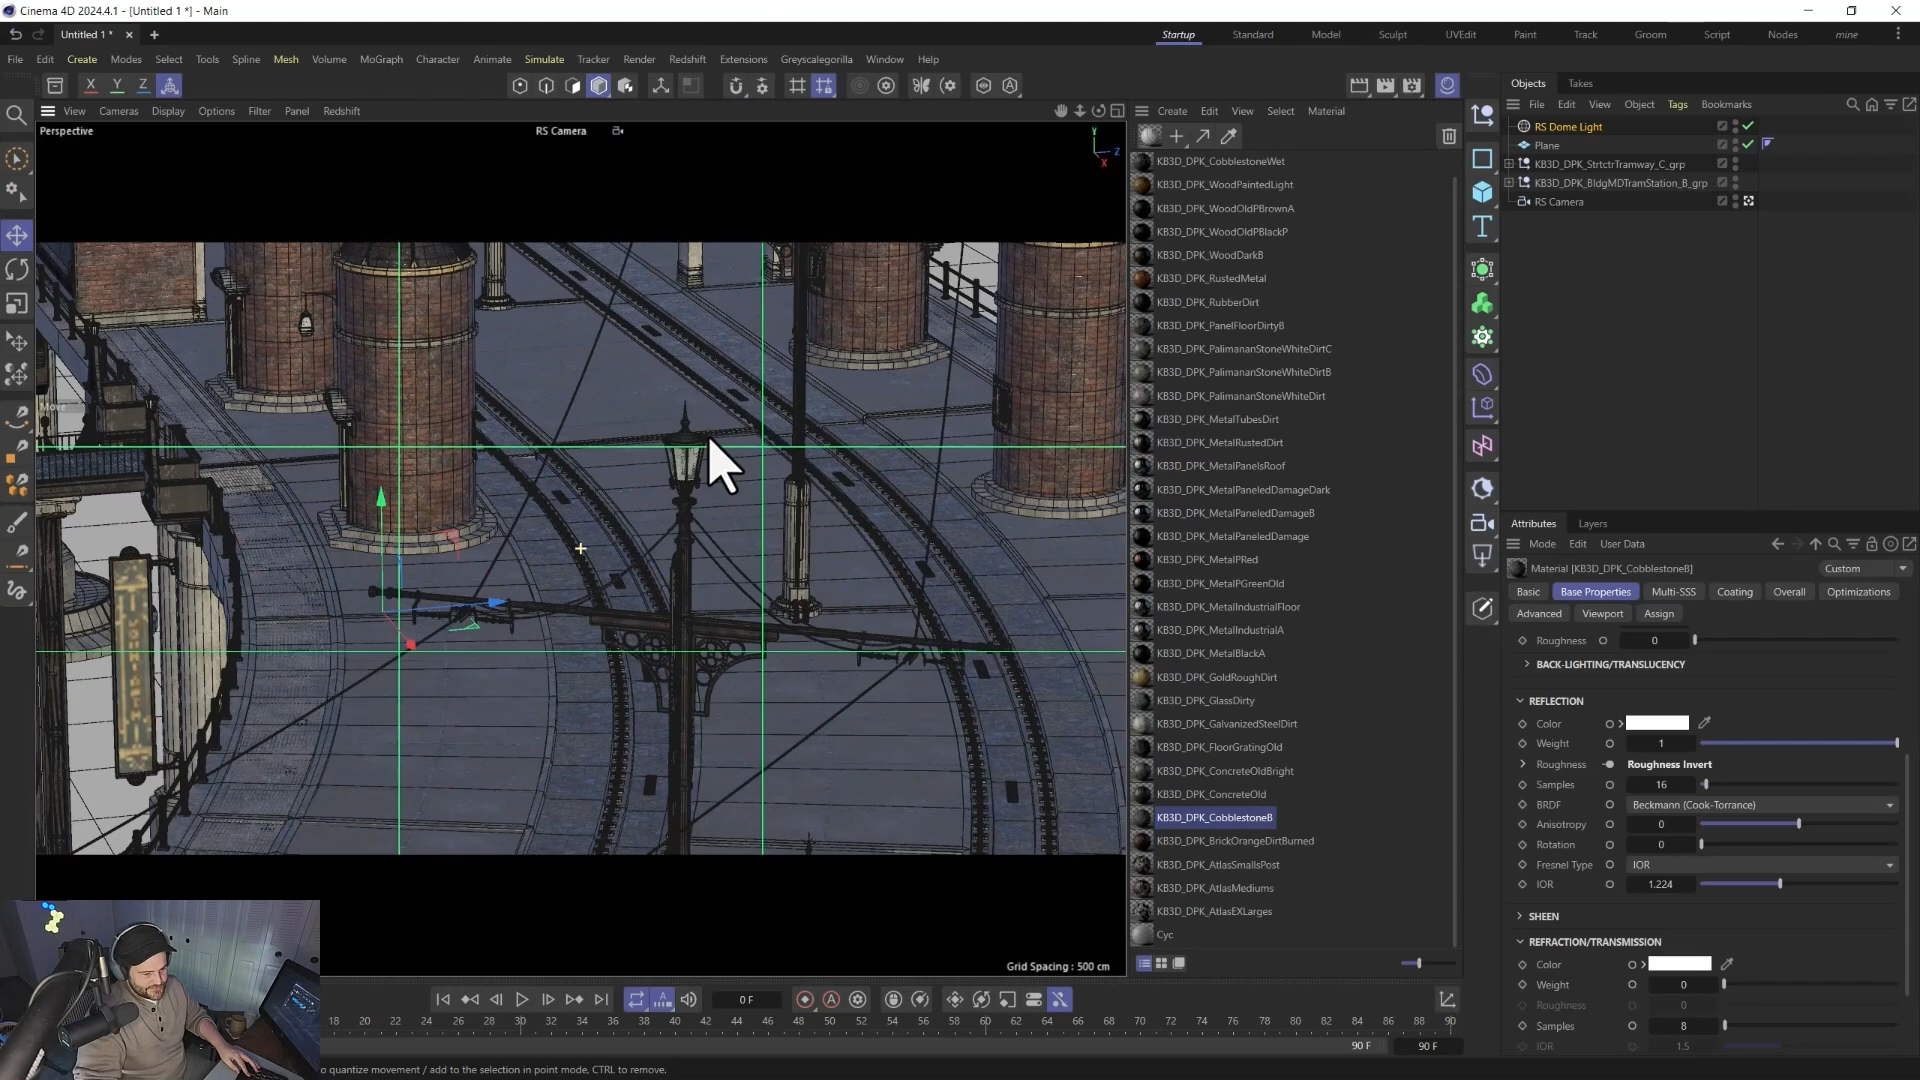 Cinema 4D 2024.4.1 - [Untitled 1 *] - Main
Untitled 1 * × +
Startup Standard Model Sculpt UVEdit Paint Track Groom Script Nodes mine
File Edit Create Modes Select Tools Spline Mesh Volume MoGraph Character Animate Simulate Tracker Render Redshift Extensions Greyscalegorilla Window Help
X Y Z
View Cameras Display Options Filter Panel Redshift
Perspective
RS Camera
Y
Z
X
Move
Grid Spacing : 500 cm
Create Edit View Select Material
KB3D_DPK_CobblestoneWet
KB3D_DPK_WoodPaintedLight
KB3D_DPK_WoodOldPBrownA
KB3D_DPK_WoodOldPBlackP
KB3D_DPK_WoodDarkB
KB3D_DPK_RustedMetal
KB3D_DPK_RubberDirt
KB3D_DPK_PanelFloorDirtyB
KB3D_DPK_PalimananStoneWhiteDirtC
KB3D_DPK_PalimananStoneWhiteDirtB
KB3D_DPK_PalimananStoneWhiteDirt
KB3D_DPK_MetalTubesDirt
KB3D_DPK_MetalRustedDirt
KB3D_DPK_MetalPanelsRoof
KB3D_DPK_MetalPaneledDamageDark
KB3D_DPK_MetalPaneledDamageB
KB3D_DPK_MetalPaneledDamage
KB3D_DPK_MetalPRed
KB3D_DPK_MetalPGreenOld
KB3D_DPK_MetalIndustrialFloor
KB3D_DPK_MetalIndustrialA
KB3D_DPK_MetalBlackA
KB3D_DPK_GoldRoughDirt
KB3D_DPK_GlassDirty
KB3D_DPK_GalvanizedSteelDirt
KB3D_DPK_FloorGratingOld
KB3D_DPK_ConcreteOldBright
KB3D_DPK_ConcreteOld
KB3D_DPK_CobblestoneB
KB3D_DPK_BrickOrangeDirtBurned
KB3D_DPK_AtlasSmallsPost
KB3D_DPK_AtlasMediums
KB3D_DPK_AtlasEXLarges
Cyc
Objects Takes
File Edit View Object Tags Bookmarks
RS Dome Light
Plane
KB3D_DPK_StrtctrTramway_C_grp
KB3D_DPK_BldgMDTramStation_B_grp
RS Camera
Attributes Layers
Mode Edit User Data
Material [KB3D_DPK_CobblestoneB] Custom
Basic Base Properties Multi-SSS Coating Overall Optimizations
Advanced Viewport Assign
Roughness 0
BACK-LIGHTING/TRANSLUCENCY
REFLECTION
Color
Weight 1
Roughness Roughness Invert
Samples 16
BRDF Beckmann (Cook-Torrance)
Anisotropy 0
Rotation 0
Fresnel Type IOR
IOR 1.224
SHEEN
REFRACTION/TRANSMISSION
Color
Weight 0
Roughness 0
Samples 8
IOR 1.5
0 F
18 20 22 24 26 28 30 32 34 36 38 40 42 44 46 48 50 52 54 56 58 60 62 64 66 68 70 72 74 76 78 80 82 84 86 88 90
90 F 90 F
o quantize movement / add to the selection in point mode, CTRL to remove.